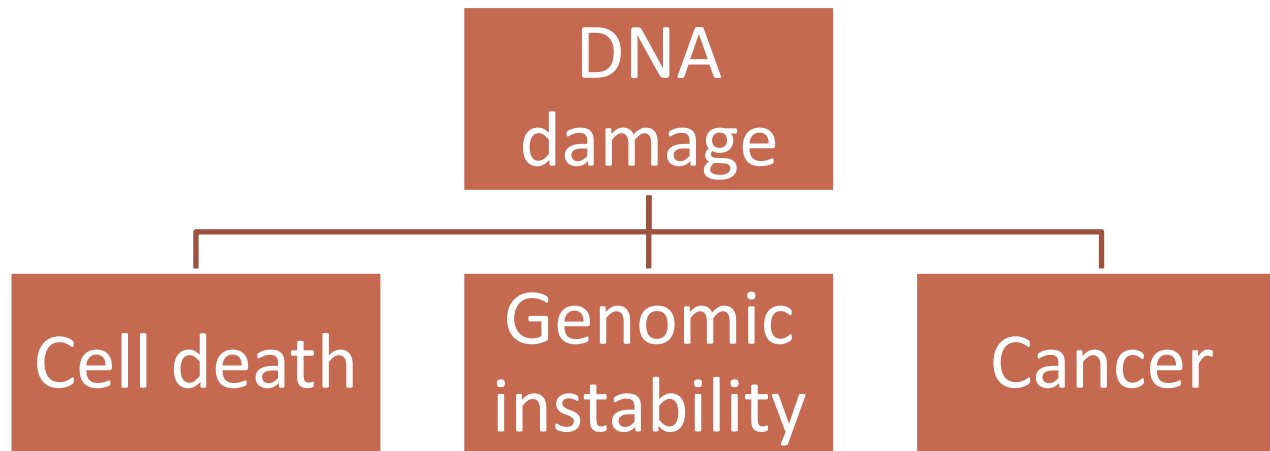 DNA
damage
Cell death
Genomic
instability
Cancer